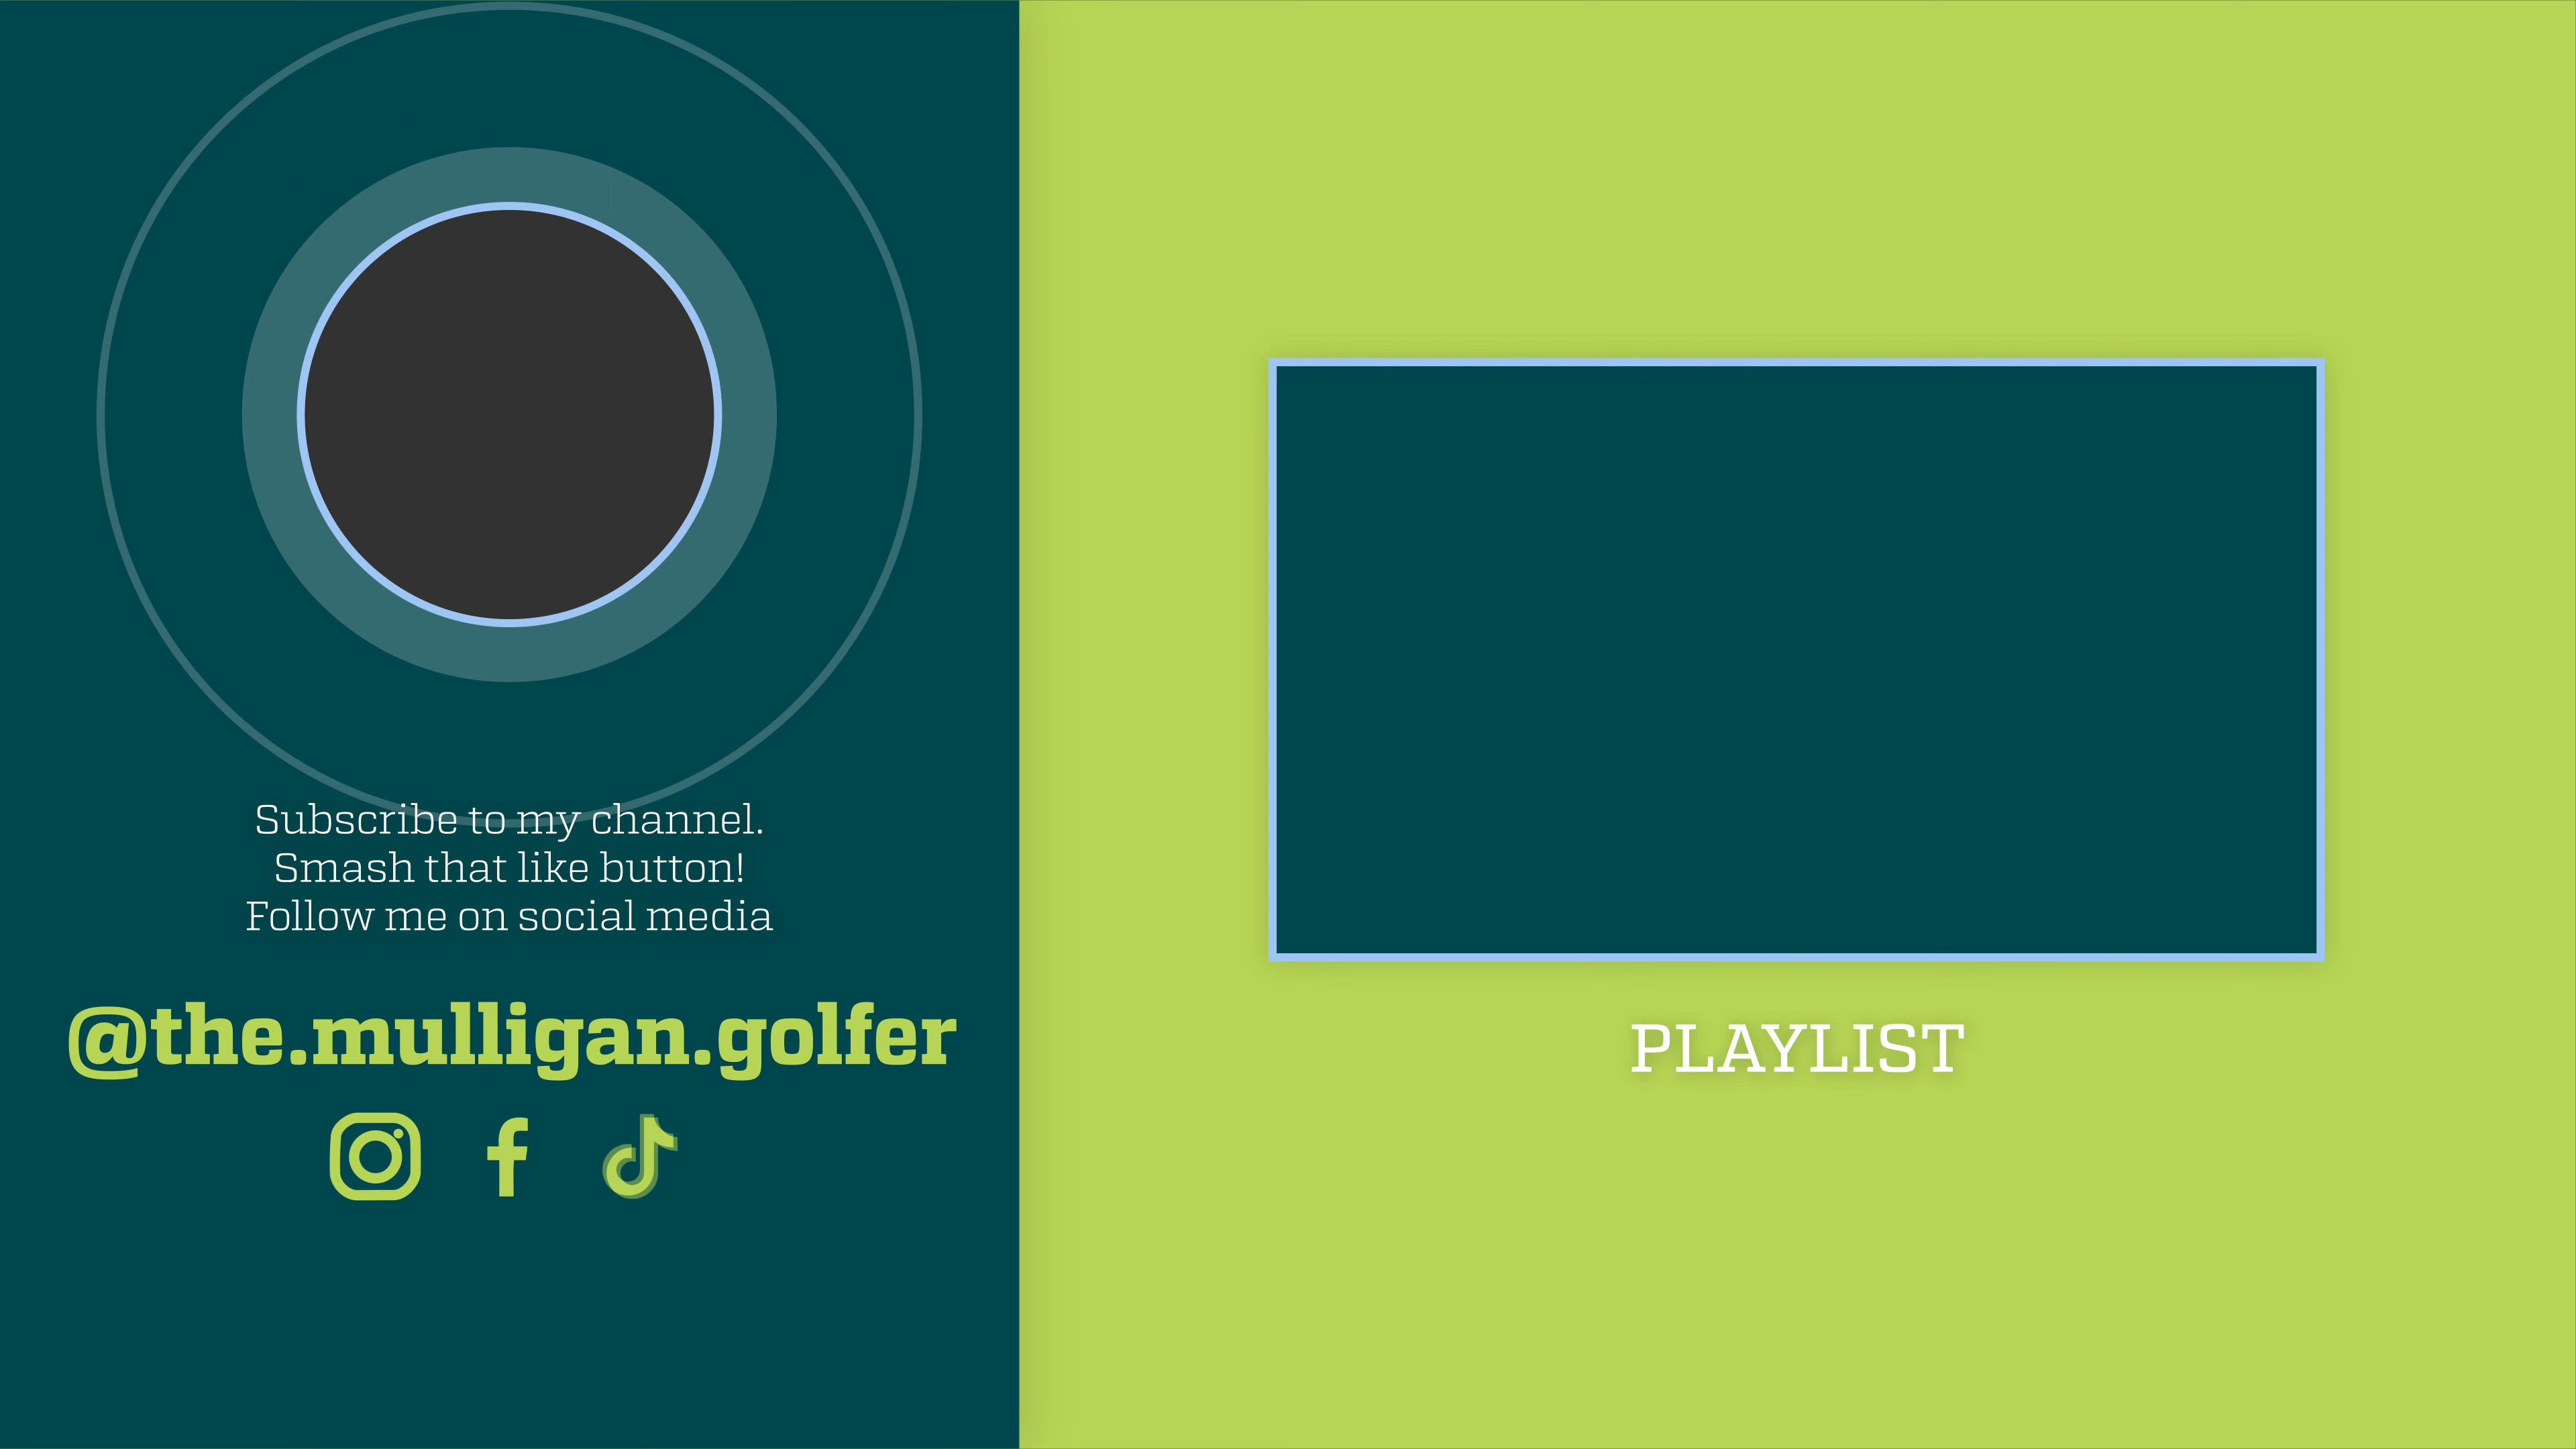 Subscribe to my channel.
Smash that like button!
Follow me on social media
@the.mulligan.golfer
PLAYLIST